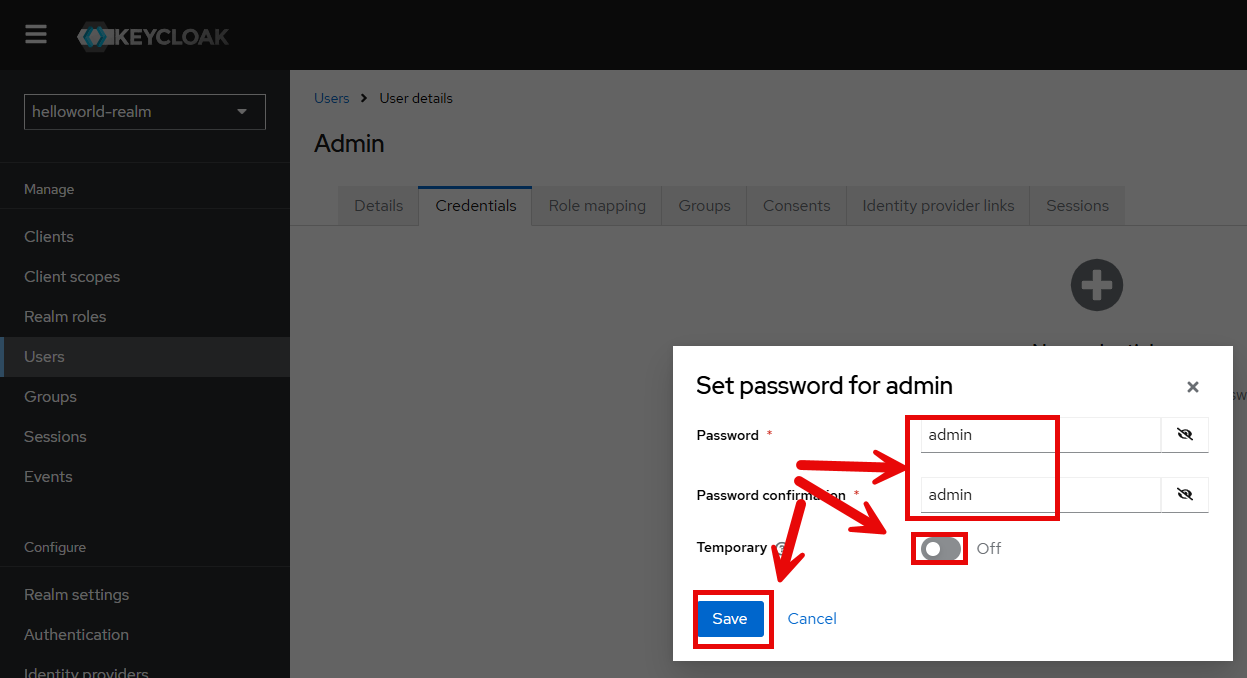 KEYCLOAK
helloworld-realm
Manage
Clients
Client scopes
Realm roles
Users
Groups
Sessions
Events
Configure
Realm settings
Authentication
Identity providers
Users > User details
Admin
Details Credentials Role mapping Groups Consents Identity provider links Sessions
Set password for admin
Password * admin
Password confirmation * admin
Temporary Off
Save Cancel